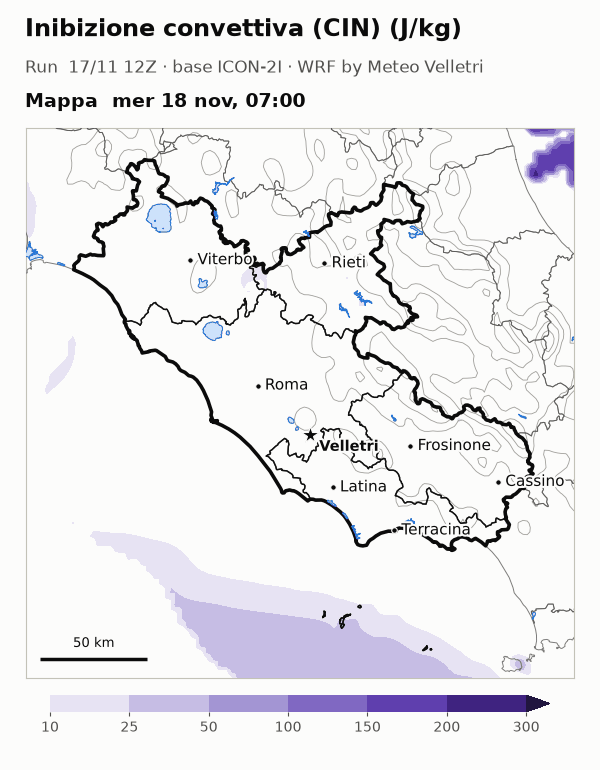 Inibizione convettiva (CIN) (J/kg)
Run  17/11 12Z · base ICON-2I · WRF by Meteo Velletri
Mappa  mer 18 nov, 07:00
Viterbo
Rieti
Roma
Velletri
Frosinone
Cassino
Latina
Terracina
50 km
10 25 50 100 150 200 300